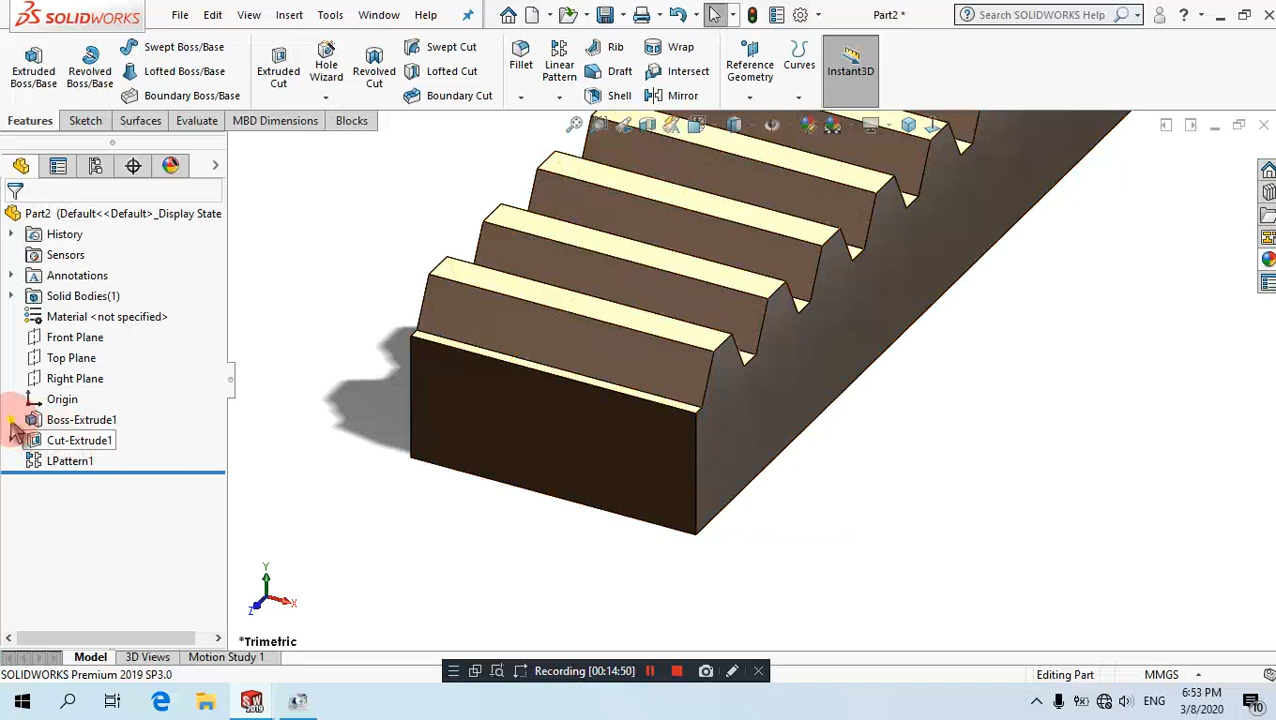 SOLIDWORKS
File
Edit
View
Insert
Tools
Window
Help
Part2 *
Search SOLIDWORKS Help
?
Extruded Boss/Base
Revolved Boss/Base
Swept Boss/Base
Lofted Boss/Base
Boundary Boss/Base
Extruded Cut
Hole Wizard
Revolved Cut
Swept Cut
Lofted Cut
Boundary Cut
Fillet
Linear Pattern
Rib
Draft
Shell
Wrap
Intersect
Mirror
Reference Geometry
Curves
Instant3D
Features
Sketch
Surfaces
Evaluate
MBD Dimensions
Analysis
Blocks
Part2 (Default<<Default>_Display State
History
Sensors
Annotations
Solid Bodies(1)
Material <not specified>
Front Plane
Top Plane
Right Plane
Origin
Boss-Extrude1
Cut-Extrude1
LPattern1
Y
X
Z
*Trimetric
Model
3D Views
Motion Study 1
Recording [00:14:50]
SOLIDWORKS Premium 2019 SP3.0
Editing Part
MMGS
SW
2019
ENG
6:53 PM
3/8/2020
10